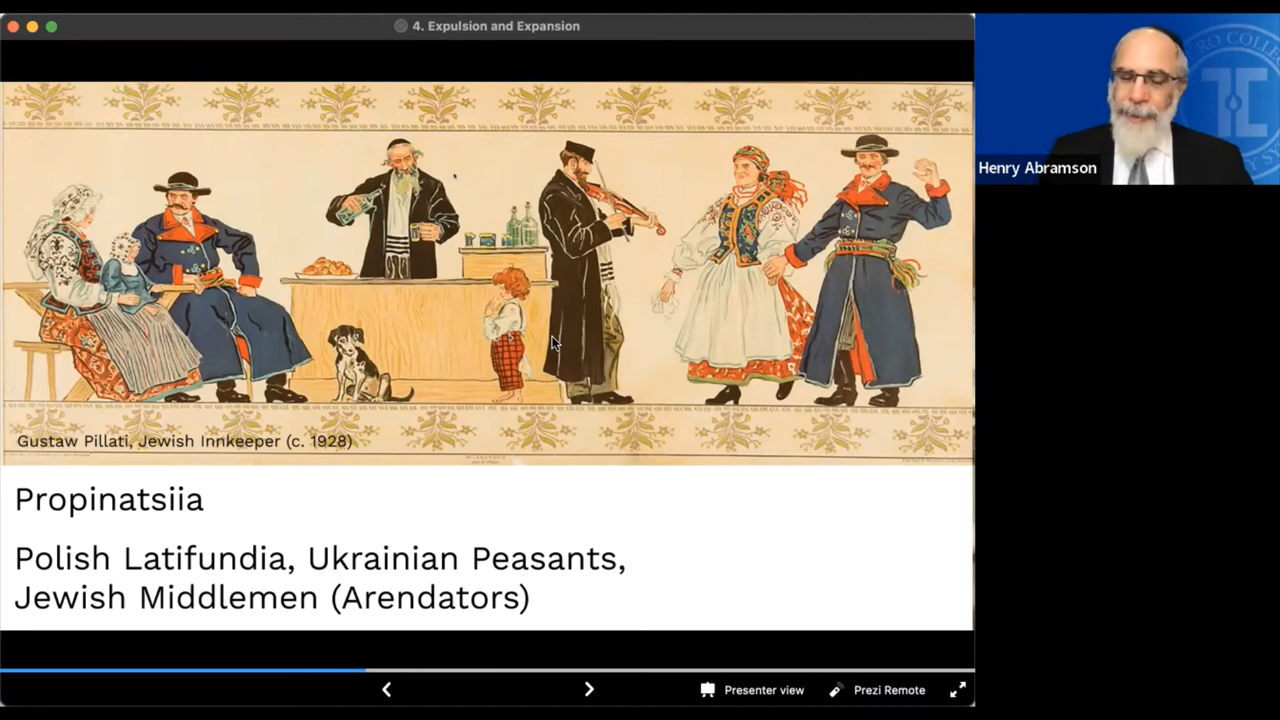 4. Expulsion and Expansion
Henry Abramson
Gustaw Pillati, Jewish Innkeeper (c. 1928)
Propinatsiia
Polish Latifundia, Ukrainian Peasants,
Jewish Middlemen (Arendators)
Presenter view
Prezi Remote